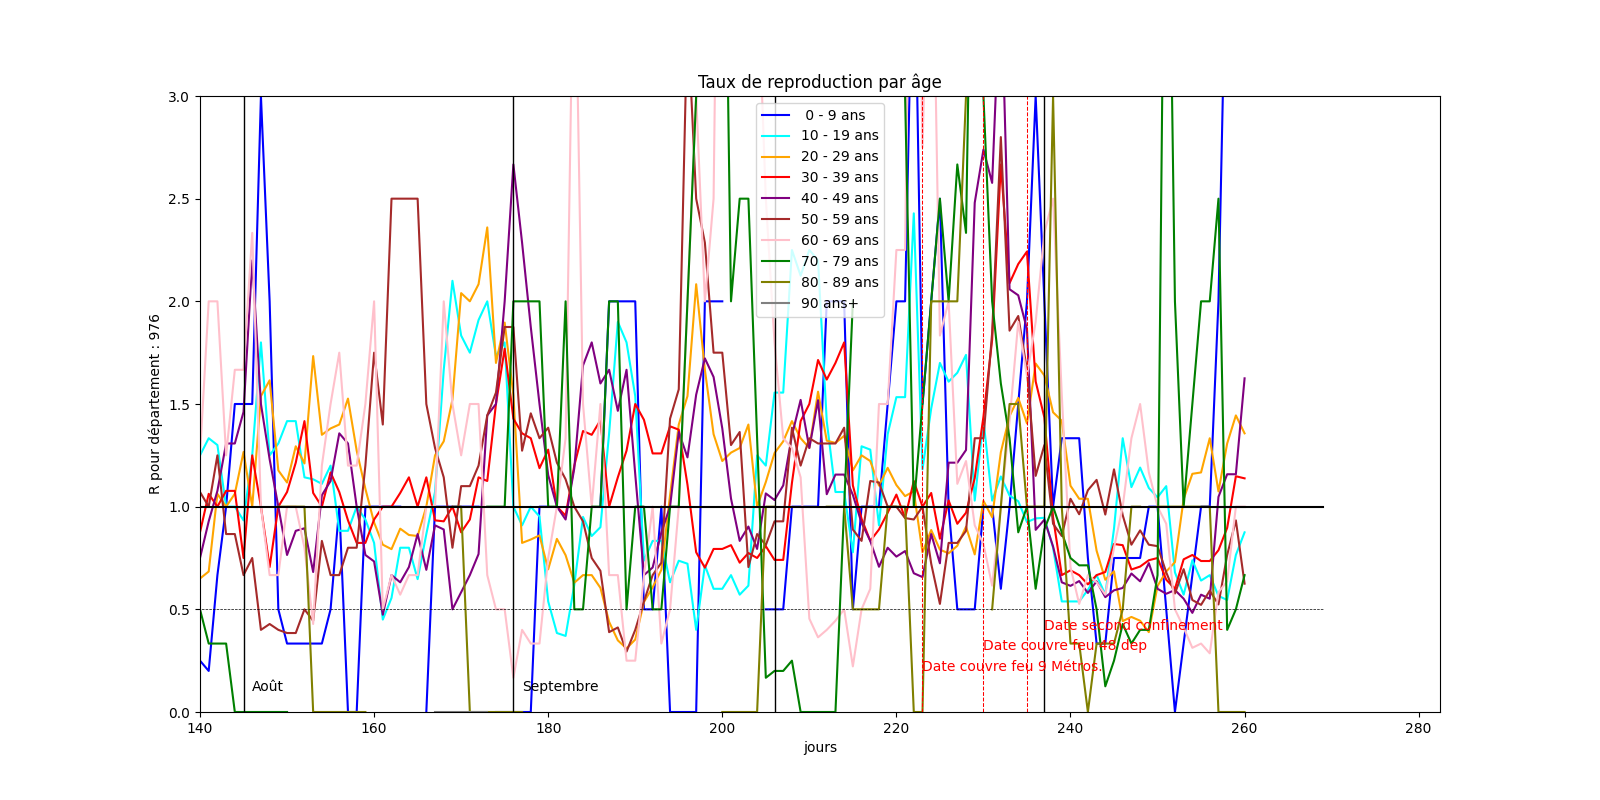 Taux de reproduction par âge
R pour département : 976
3.0
2.5
2.0
1.5
1.0
0.5
0.0
0 - 9 ans
10 - 19 ans
20 - 29 ans
30 - 39 ans
40 - 49 ans
50 - 59 ans
60 - 69 ans
70 - 79 ans
80 - 89 ans
90 ans+
Date second confinement
Date couvre feu 48 dep
Date couvre feu 9 Métros.
Août
Septembre
140 160 180 200 220 240 260 280
jours